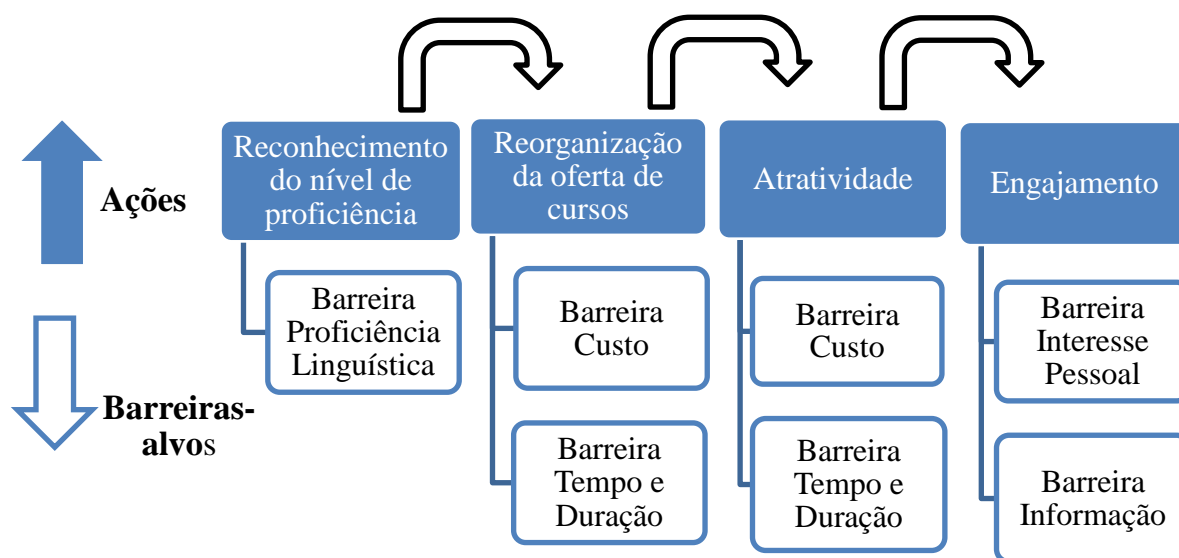 Ações
Barreiras-
alvos
Reconhecimento
do nível de
proficiência
Barreira
Proficiência
Linguística
Reorganização
da oferta de
cursos
Barreira
Custo
Barreira
Tempo e
Duração
Atratividade
Barreira
Custo
Barreira
Tempo e
Duração
Engajamento
Barreira
Interesse
Pessoal
Barreira
Informação